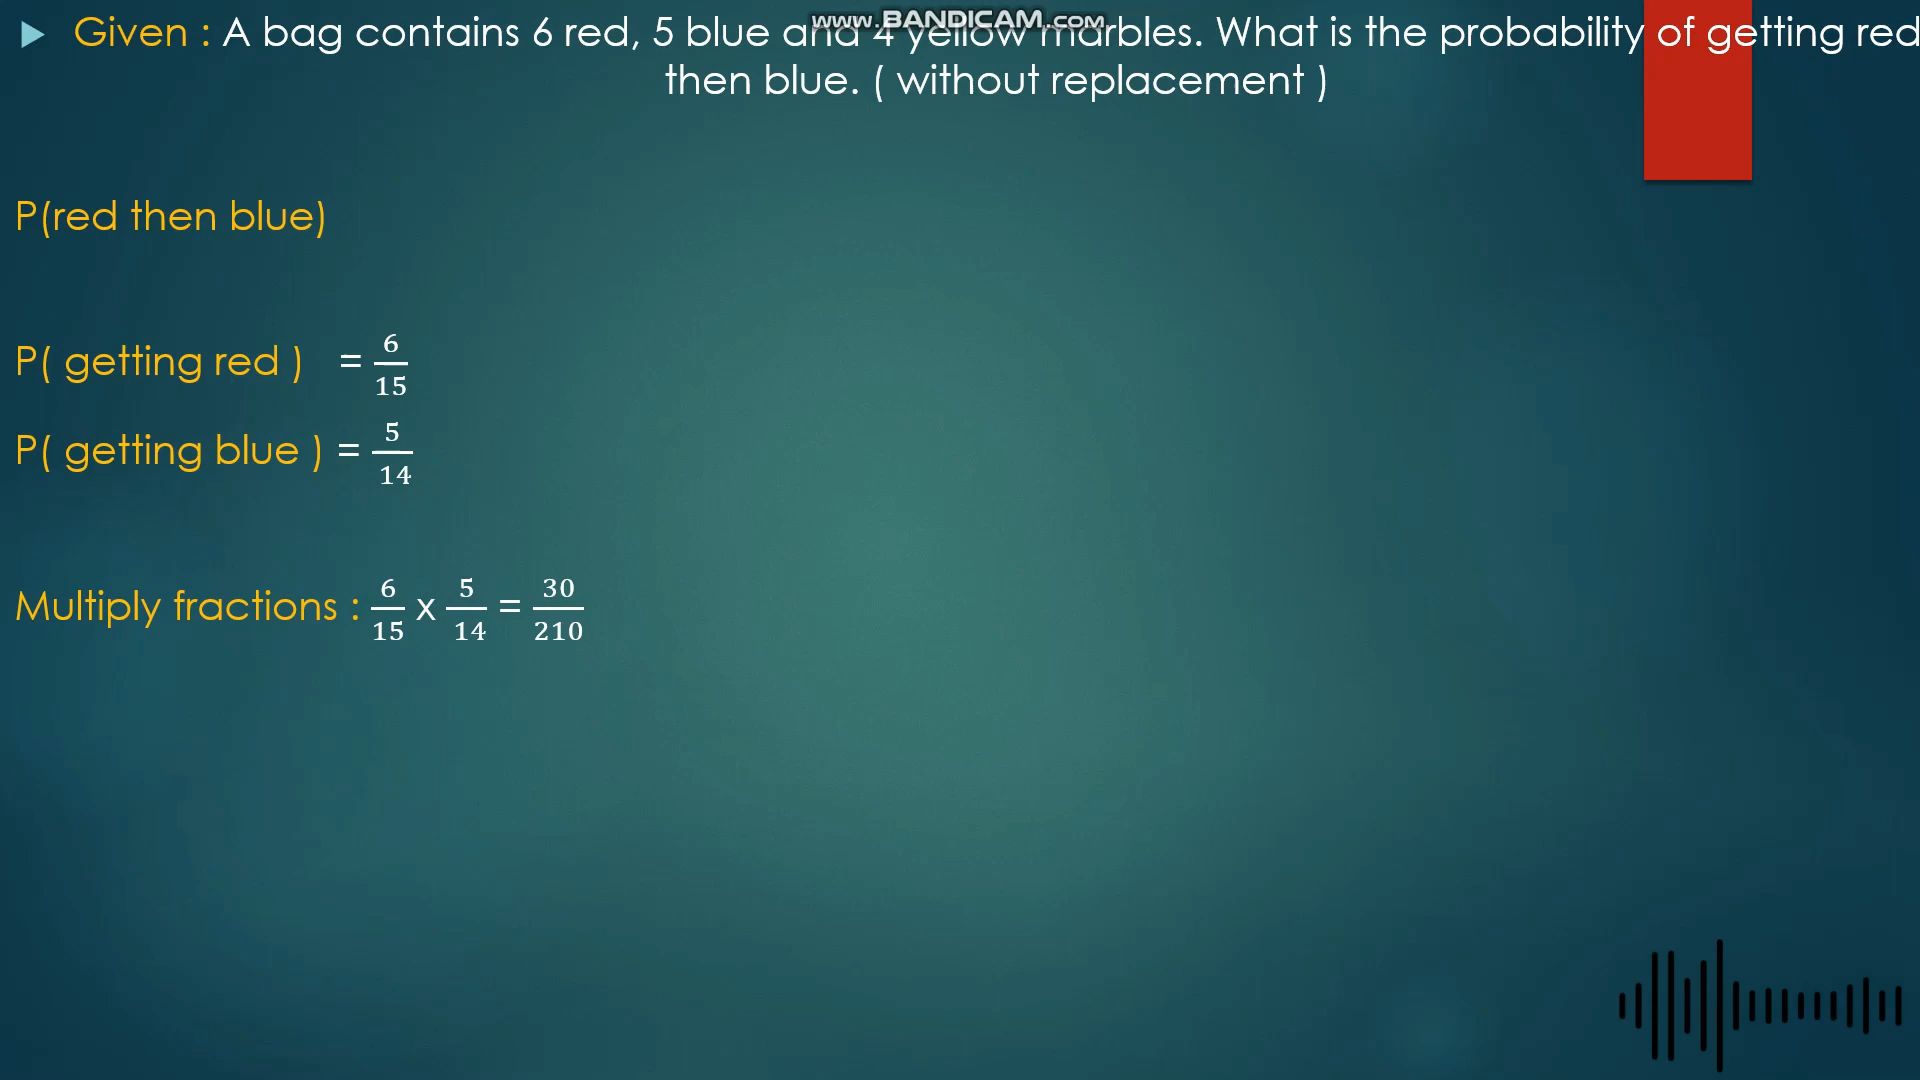 www.BANDICAM.com
Given : A bag contains 6 red, 5 blue and 4 yellow marbles. What is the probability of getting red
then blue. ( without replacement )
P(red then blue)
P( getting red ) = 6/15
P( getting blue ) = 5/14
Multiply fractions : 6/15 x 5/14 = 30/210